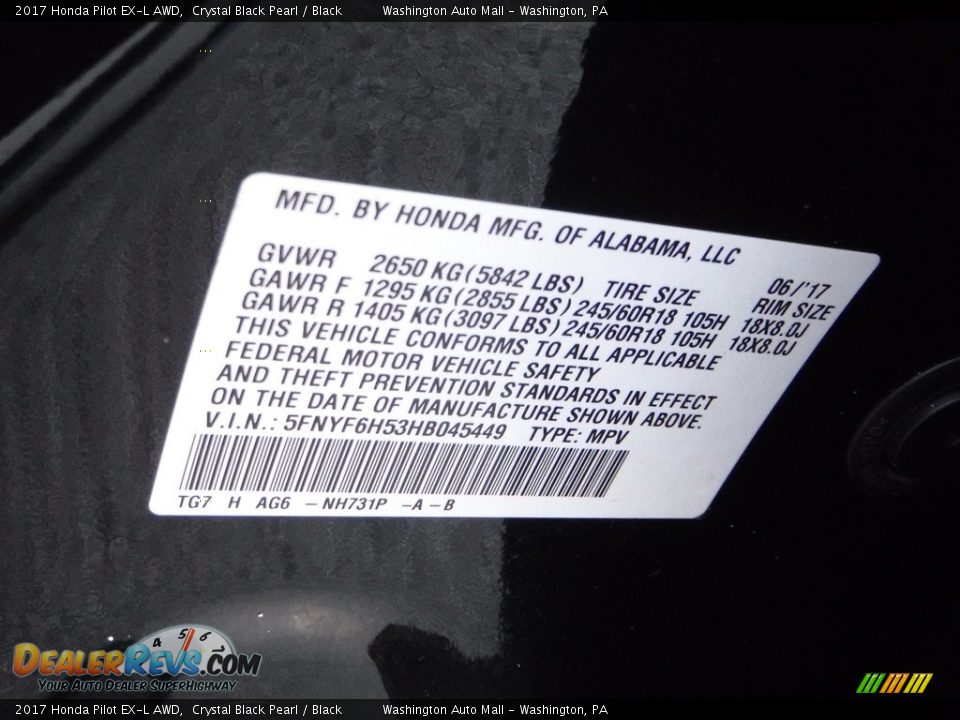 2017 Honda Pilot EX-L AWD, Crystal Black Pearl / Black Washington Auto Mall - Washington, PA
MFD. BY HONDA MFG. OF ALABAMA, LLC
06/'17
GVWR 2650 KG(5842 LBS) TIRE SIZE RIM SIZE
GAWR F 1295 KG(2855 LBS)245/60R18 105H 18X8.0J
GAWR R 1405 KG(3097 LBS)245/60R18 105H 18X8.0J
THIS VEHICLE CONFORMS TO ALL APPLICABLE
FEDERAL MOTOR VEHICLE SAFETY
AND THEFT PREVENTION STANDARDS IN EFFECT
ON THE DATE OF MANUFACTURE SHOWN ABOVE.
V.I.N.: 5FNYF6H53HB045449 TYPE: MPV
TG7 H AG6 -NH731P -A-B
4 5 6
DEALERREVS.COM
YOUR AUTO DEALER SUPERHIGHWAY
2017 Honda Pilot EX-L AWD, Crystal Black Pearl / Black Washington Auto Mall - Washington, PA